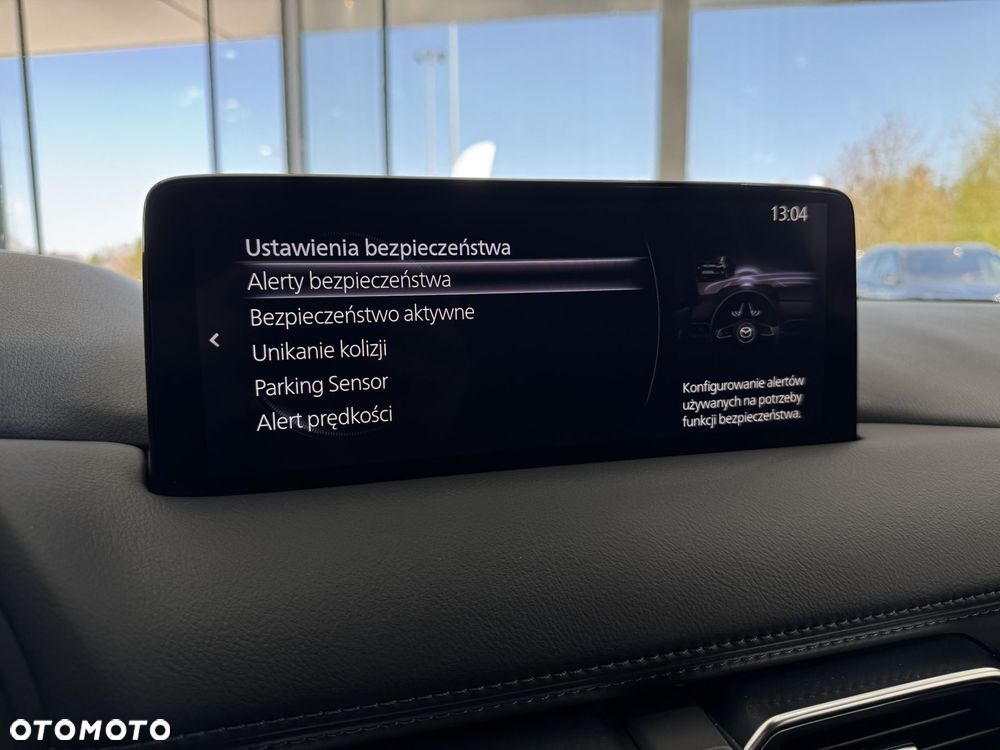 13:04
Ustawienia bezpieczeństwa
Alerty bezpieczeństwa
Bezpieczeństwo aktywne
Unikanie kolizji
Parking Sensor
Alert prędkości
Konfigurowanie alertów
używanych na potrzeby
funkcji bezpieczeństwa.
OTOMOTO